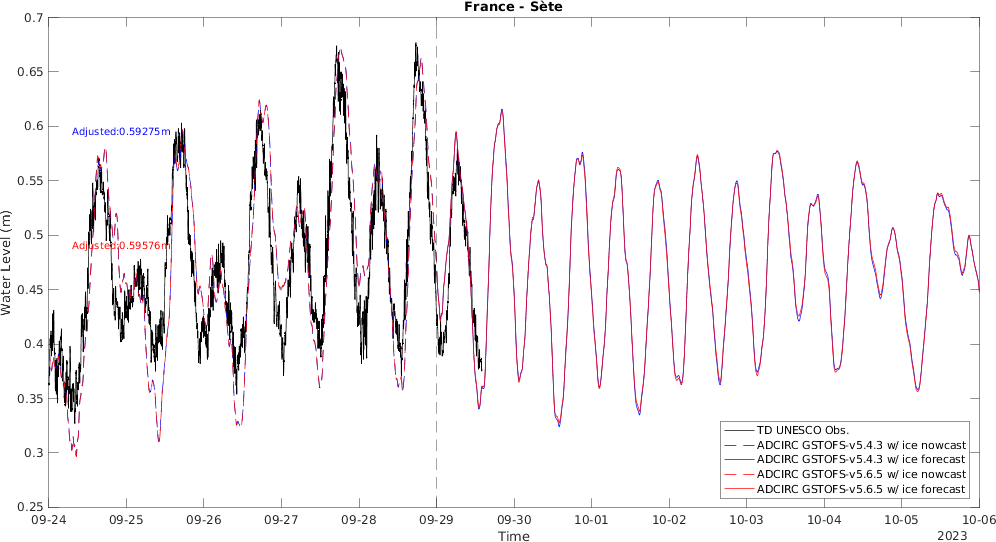 France - Sète
0.7
0.65
0.6
0.55
0.5
0.45
0.4
0.35
0.3
0.25
Water Level (m)
Adjusted:0.59275m
Adjusted:0.59576m
TD UNESCO Obs.
ADCIRC GSTOFS-v5.4.3 w/ ice nowcast
ADCIRC GSTOFS-v5.4.3 w/ ice forecast
ADCIRC GSTOFS-v5.6.5 w/ ice nowcast
ADCIRC GSTOFS-v5.6.5 w/ ice forecast
09-24 09-25 09-26 09-27 09-28 09-29 09-30 10-01 10-02 10-03 10-04 10-05 10-06
Time
2023